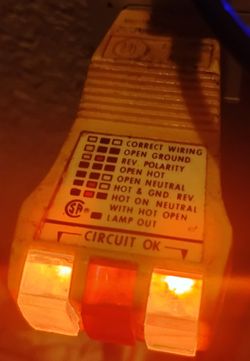 CORRECT WIRING
OPEN GROUND
REV. POLARITY
OPEN HOT
OPEN NEUTRAL
HOT & GND. REV
HOT ON NEUTRAL
WITH HOT OPEN
LAMP OUT
CIRCUIT OK